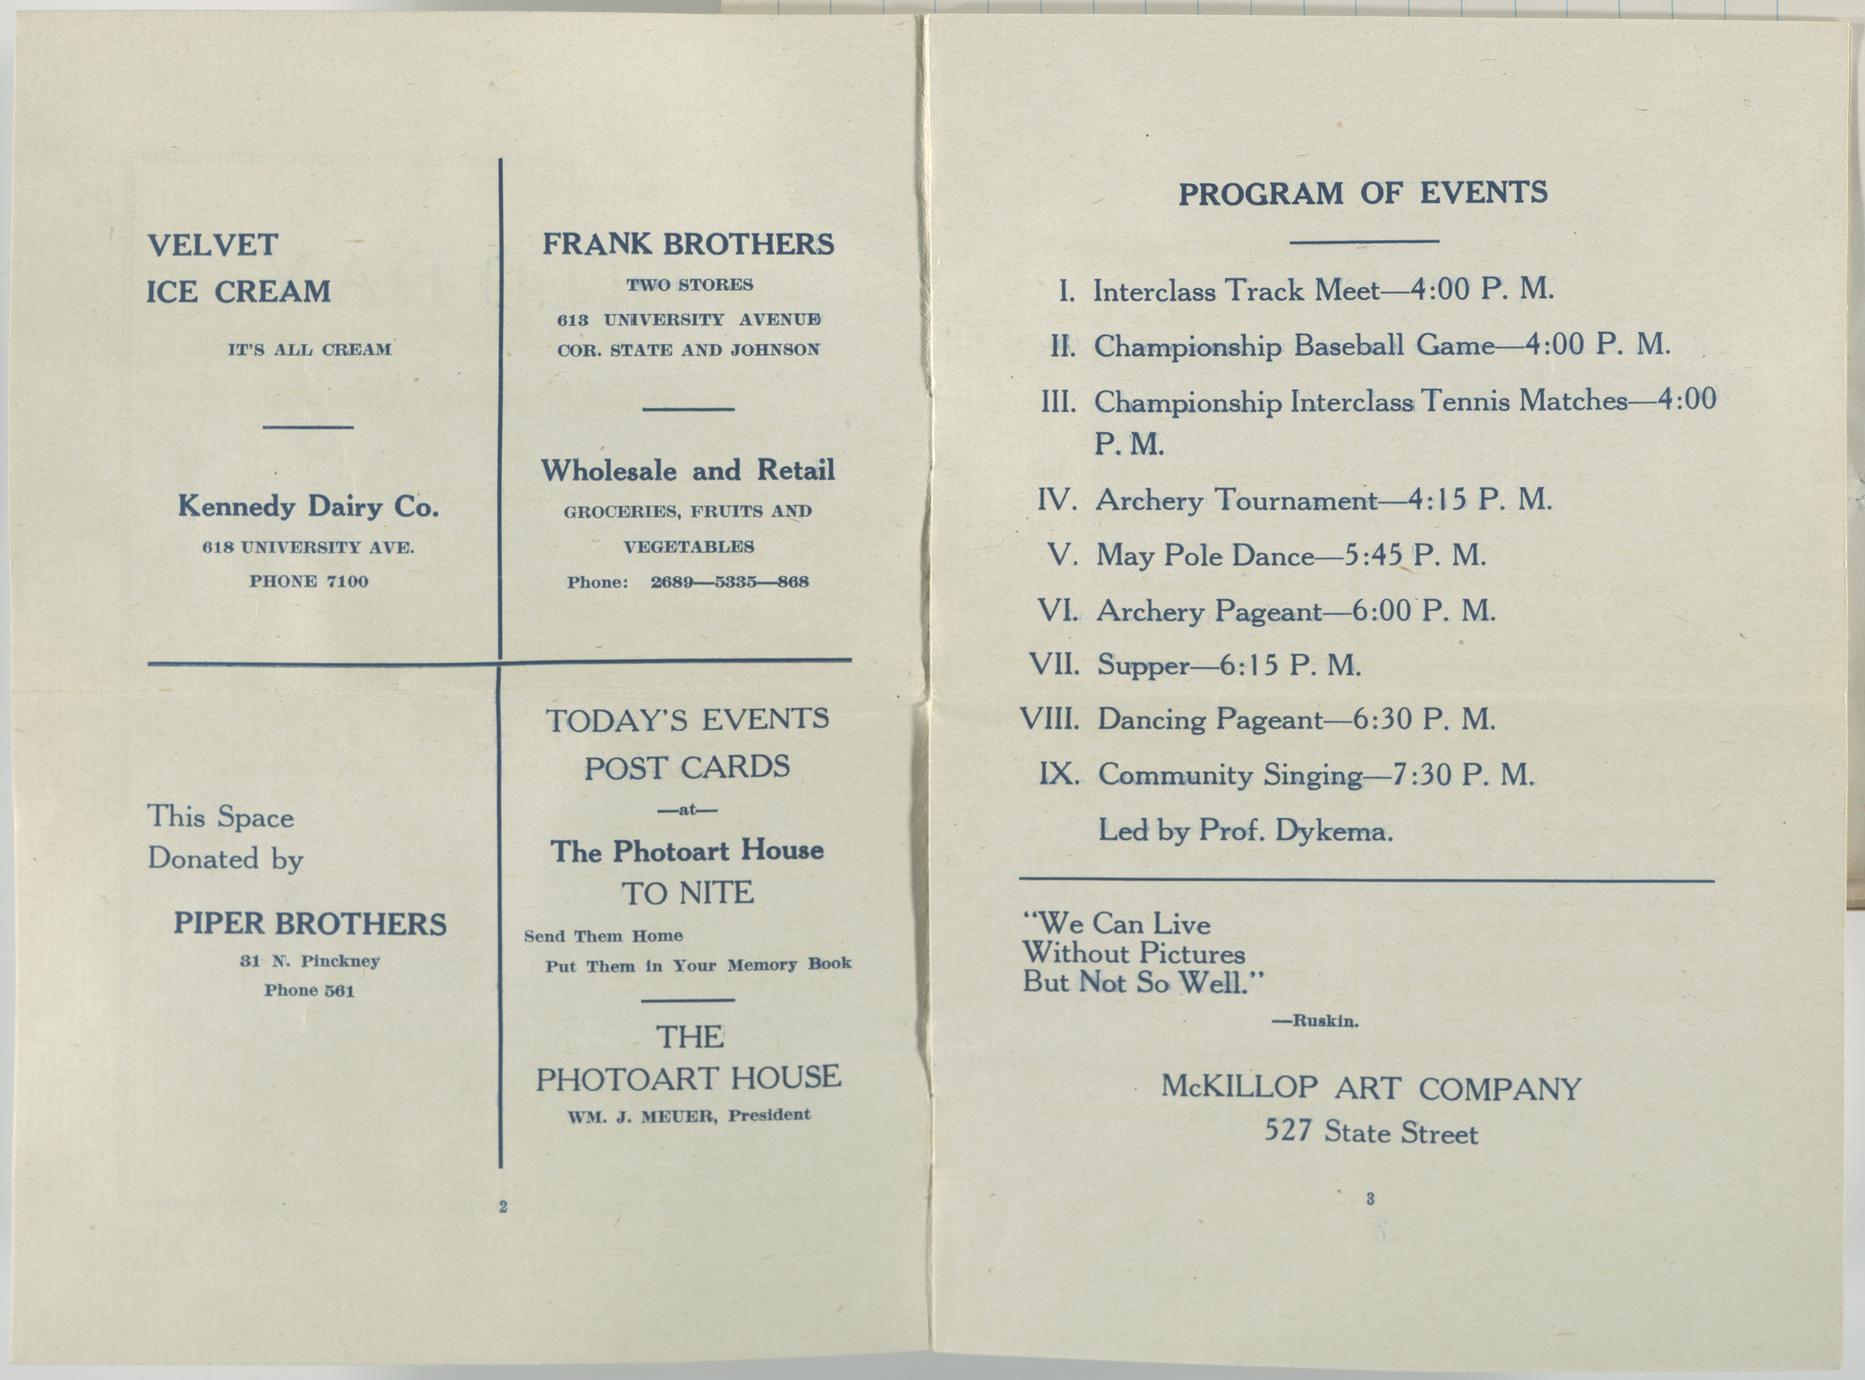 VELVET
ICE CREAM
IT'S ALL CREAM
Kennedy Dairy Co.
618 UNIVERSITY AVE.
PHONE 7100
FRANK BROTHERS
TWO STORES
613 UNIVERSITY AVENUE
COR. STATE AND JOHNSON
Wholesale and Retail
GROCERIES, FRUITS AND
VEGETABLES
Phone: 2689—5335—868
This Space
Donated by
PIPER BROTHERS
31 N. Pinckney
Phone 561
TODAY'S EVENTS
POST CARDS
—at—
The Photoart House
TO NITE
Send Them Home
Put Them in Your Memory Book
THE
PHOTOART HOUSE
WM. J. MEUER, President
2
PROGRAM OF EVENTS
I. Interclass Track Meet—4:00 P. M.
II. Championship Baseball Game—4:00 P. M.
III. Championship Interclass Tennis Matches—4:00
P. M.
IV. Archery Tournament—4:15 P. M.
V. May Pole Dance—5:45 P. M.
VI. Archery Pageant—6:00 P. M.
VII. Supper—6:15 P. M.
VIII. Dancing Pageant—6:30 P. M.
IX. Community Singing—7:30 P. M.
Led by Prof. Dykema.
"We Can Live
Without Pictures
But Not So Well."
—Ruskin.
McKILLOP ART COMPANY
527 State Street
3